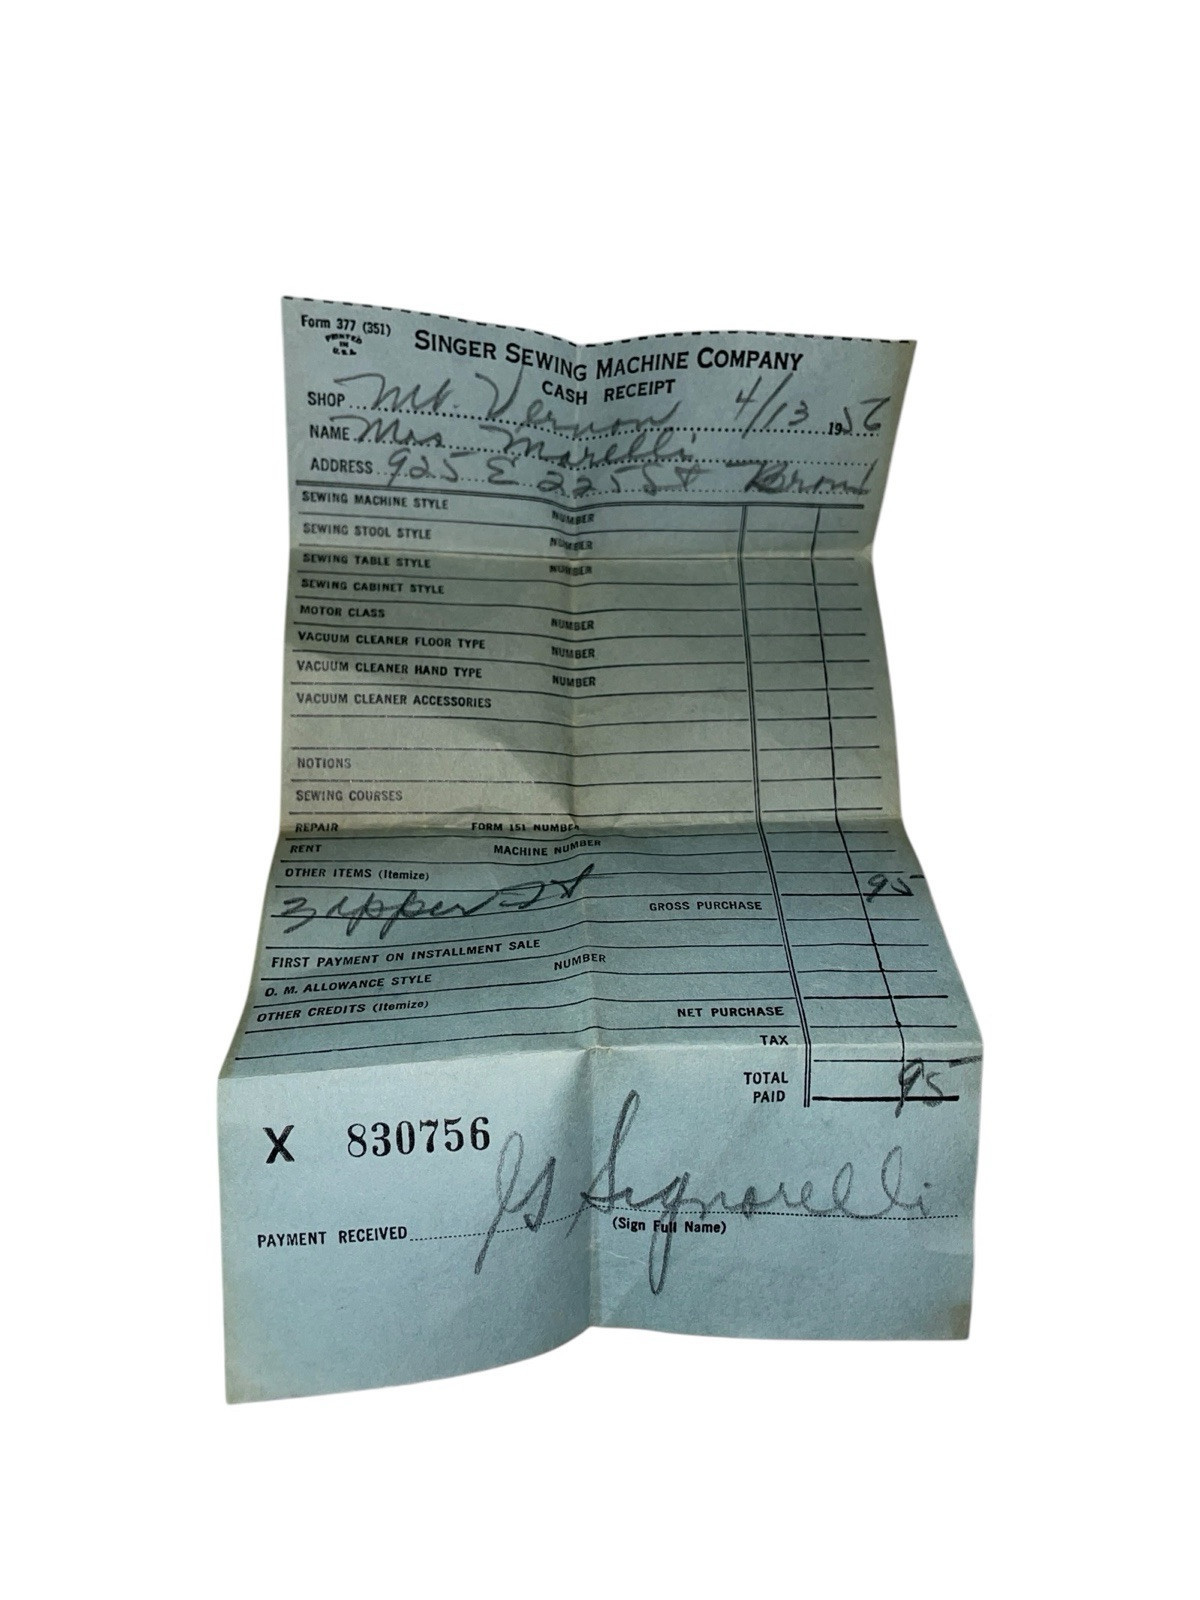 Form 377 (351)
PRINTED
IN
U.S.A.
SINGER SEWING MACHINE COMPANY
CASH RECEIPT
SHOP Mt. Vernon 4/13 1956
NAME Mrs Morelli
ADDRESS 925 E 225 St Bronx
SEWING MACHINE STYLE NUMBER
SEWING STOOL STYLE NUMBER
SEWING TABLE STYLE NUMBER
SEWING CABINET STYLE
MOTOR CLASS NUMBER
VACUUM CLEANER FLOOR TYPE NUMBER
VACUUM CLEANER HAND TYPE NUMBER
VACUUM CLEANER ACCESSORIES
NOTIONS
SEWING COURSES
REPAIR FORM 151 NUMBER
RENT MACHINE NUMBER
OTHER ITEMS (Itemize)
zipper ft 95
GROSS PURCHASE
FIRST PAYMENT ON INSTALLMENT SALE
O. M. ALLOWANCE STYLE NUMBER
OTHER CREDITS (Itemize)
NET PURCHASE
TAX
TOTAL
PAID 95
X 830756
PAYMENT RECEIVED Signorelli
(Sign Full Name)